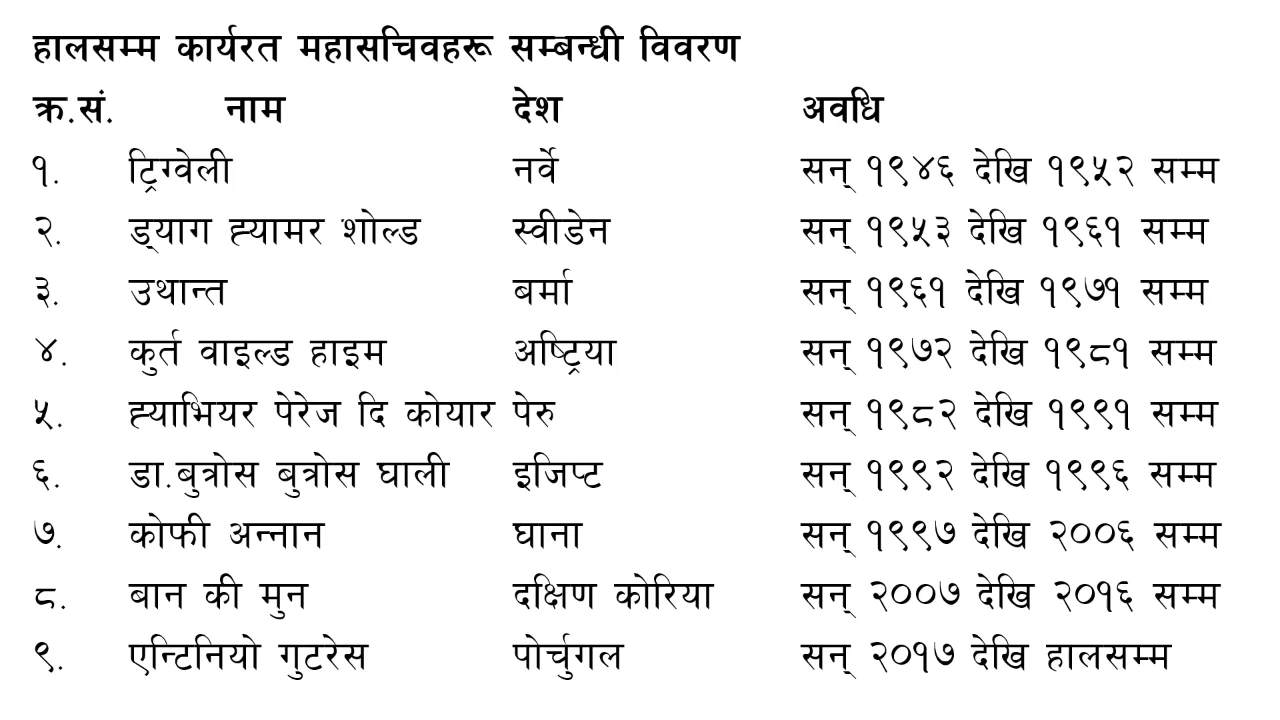 हालसम्म कार्यरत महासचिवहरू सम्बन्धी विवरण
क्र.सं. नाम देश अवधि
१. ट्रिग्वेली नर्वे सन् १९४६ देखि १९५२ सम्म
२. ड्याग ह्यामर शोल्ड स्वीडेन सन् १९५३ देखि १९६१ सम्म
३. उथान्त बर्मा सन् १९६१ देखि १९७१ सम्म
४. कुर्त वाइल्ड हाइम अष्ट्रिया सन् १९७२ देखि १९८१ सम्म
५. ह्याभियर पेरेज दि कोयार पेरु सन् १९८२ देखि १९९१ सम्म
६. डा.बुत्रोस बुत्रोस घाली इजिप्ट सन् १९९२ देखि १९९६ सम्म
७. कोफी अन्नान घाना सन् १९९७ देखि २००६ सम्म
८. बान की मुन दक्षिण कोरिया सन् २००७ देखि २०१६ सम्म
९. एन्टिनियो गुटरेस पोर्चुगल सन् २०१७ देखि हालसम्म